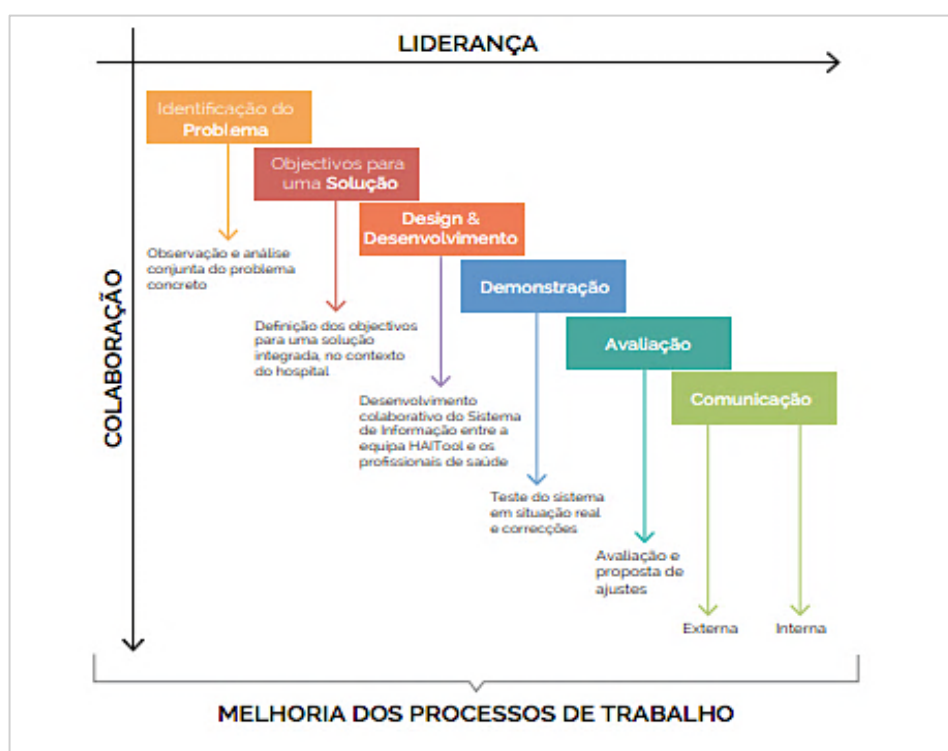 LIDERANÇA
COLABORAÇÃO
Identificação do
Problema
Observação e análise
conjunta do problema
concreto
Objectivos para
uma Solução
Definição dos objectivos
para uma solução
integrada, no contexto
do hospital
Design &
Desenvolvimento
Desenvolvimento
colaborativo do Sistema
de Informação entre a
equipa HAITool e os
profissionais de saúde
Demonstração
Teste do sistema
em situação real
e correcções
Avaliação
Avaliação e
proposta de
ajustes
Comunicação
Externa
Interna
MELHORIA DOS PROCESSOS DE TRABALHO